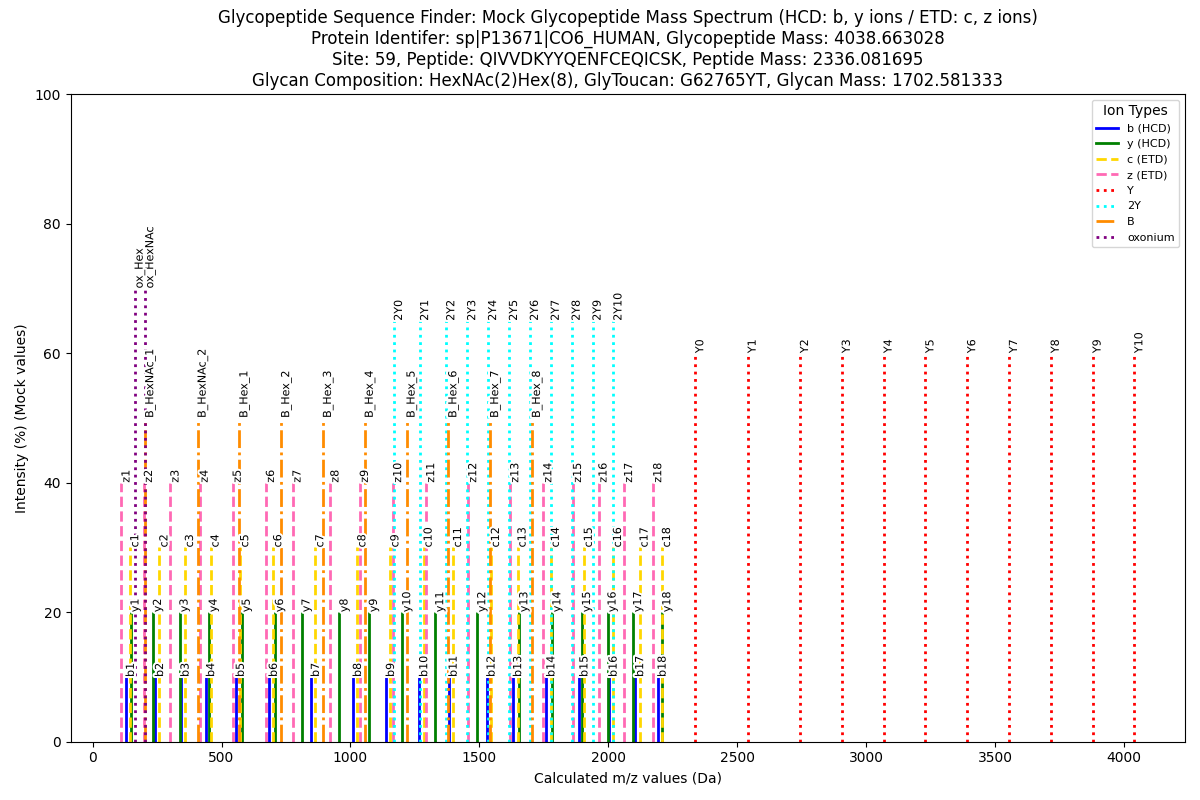 Glycopeptide Sequence Finder: Mock Glycopeptide Mass Spectrum (HCD: b, y ions / ETD: c, z ions)
Protein Identifer: sp|P13671|CO6_HUMAN, Glycopeptide Mass: 4038.663028
Site: 59, Peptide: QIVVDKYYQENFCEQICSK, Peptide Mass: 2336.081695
Glycan Composition: HexNAc(2)Hex(8), GlyToucan: G62765YT, Glycan Mass: 1702.581333
100
80
60
40
20
0
Intensity (%) (Mock values)
Ion Types
b (HCD)
y (HCD)
c (ETD)
z (ETD)
Y
2Y
B
oxonium
ox_Hex
ox_HexNAc
2Y0
2Y1
2Y2
2Y3
2Y4
2Y5
2Y6
2Y7
2Y8
2Y9
2Y10
Y0
Y1
Y2
Y3
Y4
Y5
Y6
Y7
Y8
Y9
Y10
B_HexNAc_1
B_HexNAc_2
B_Hex_1
B_Hex_2
B_Hex_3
B_Hex_4
B_Hex_5
B_Hex_6
B_Hex_7
B_Hex_8
z1
z2
z3
z4
z5
z6
z7
z8
z9
z10
z11
z12
z13
z14
z15
z16
z17
z18
c1
c2
c3
c4
c5
c6
c7
c8
c9
c10
c11
c12
c13
c14
c15
c16
c17
c18
y1
y2
y3
y4
y5
y6
y7
y8
y9
y10
y11
y12
y13
y14
y15
y16
y17
y18
b1
b2
b3
b4
b5
b6
b7
b8
b9
b10
b11
b12
b13
b14
b15
b16
b17
b18
0
500
1000
1500
2000
2500
3000
3500
4000
Calculated m/z values (Da)